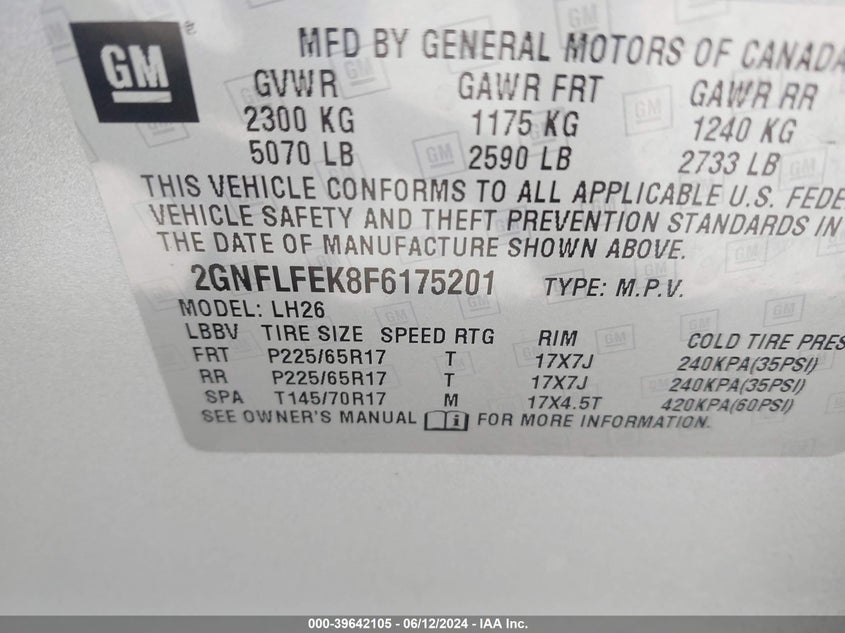 GM
®
MFD BY GENERAL MOTORS OF CANADA
GVWR GAWR FRT GAWR RR
2300 KG 1175 KG 1240 KG
5070 LB 2590 LB 2733 LB
THIS VEHICLE CONFORMS TO ALL APPLICABLE U.S. FEDE
VEHICLE SAFETY AND THEFT PREVENTION STANDARDS IN
THE DATE OF MANUFACTURE SHOWN ABOVE.
2GNFLFEK8F6175201 TYPE: M.P.V.
MODEL: LH26
LBBV TIRE SIZE SPEED RTG RIM COLD TIRE PRES
FRT P225/65R17 T 17X7J 240KPA(35PSI)
RR P225/65R17 T 17X7J 240KPA(35PSI)
SPA T145/70R17 M 17X4.5T 420KPA(60PSI)
SEE OWNER'S MANUAL i FOR MORE INFORMATION.
000-39642105 - 06/12/2024 - IAA Inc.